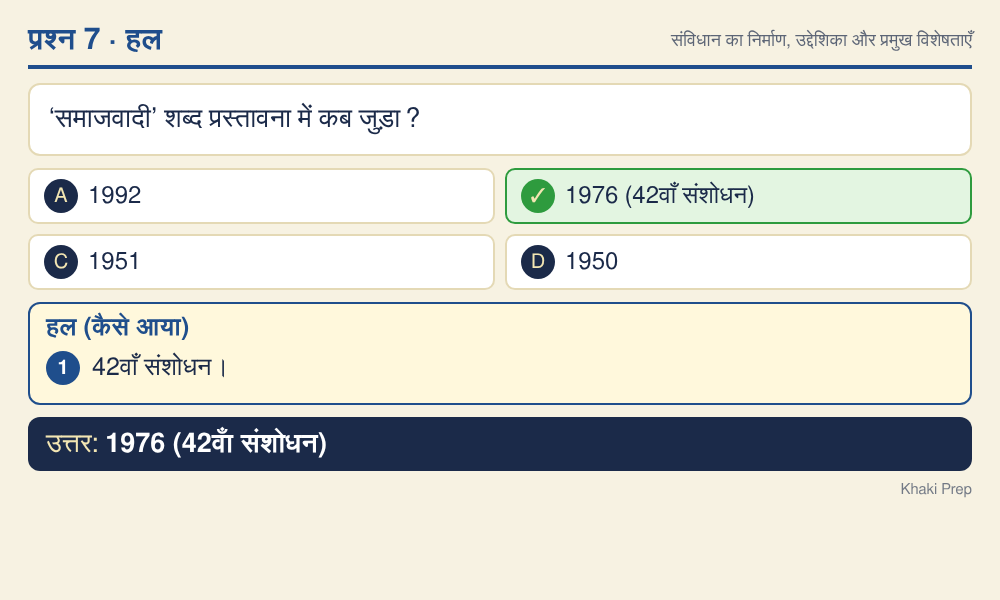 प्रश्न 7 · हल
संविधान का निर्माण, उद्देशिका और प्रमुख विशेषताएँ
‘समाजवादी’ शब्द प्रस्तावना में कब जुड़ा ?
A 1992
✓ 1976 (42वाँ संशोधन)
C 1951
D 1950
हल (कैसे आया)
1 42वाँ संशोधन।
उत्तर: 1976 (42वाँ संशोधन)
Khaki Prep